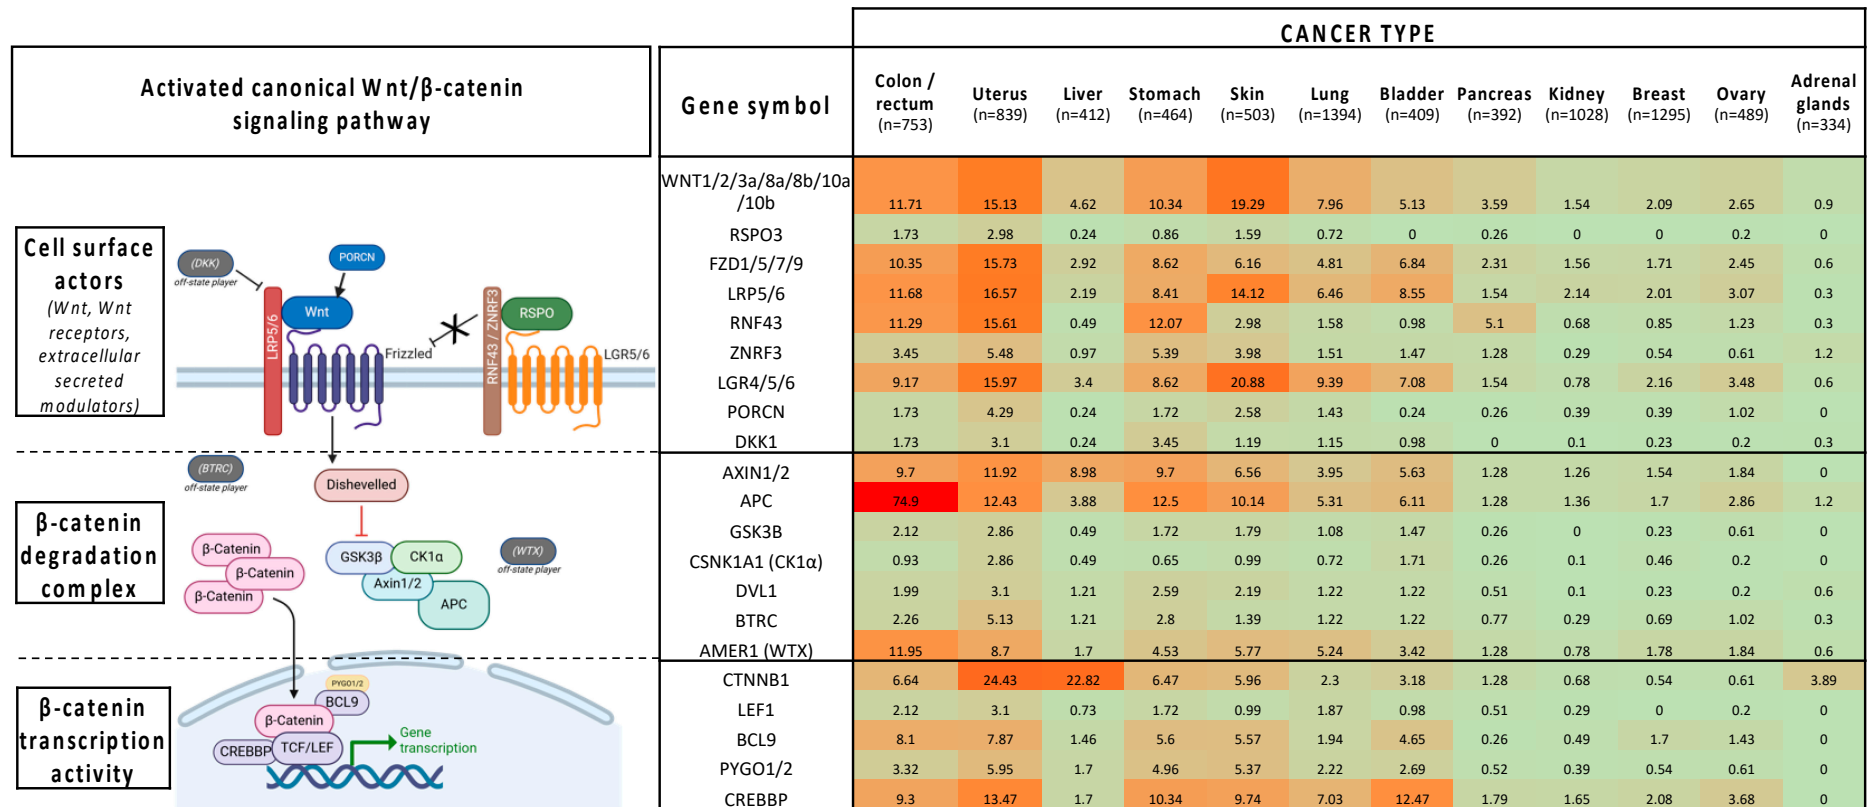 CANCER TYPE
Activated canonical Wnt/β-catenin
signaling pathway
Gene symbol
Colon /
rectum
(n=753)
Uterus
(n=839)
Liver
(n=412)
Stomach
(n=464)
Skin
(n=503)
Lung
(n=1394)
Bladder
(n=409)
Pancreas
(n=392)
Kidney
(n=1028)
Breast
(n=1295)
Ovary
(n=489)
Adrenal
glands
(n=334)
Cell surface
actors
(Wnt, Wnt
receptors,
extracellular
secreted
modulators)
(DKK)
off-state player
PORCN
Wnt
LRP5/6
Frizzled
RNF43 / ZNRF3
RSPO
LGR5/6
β-catenin
degradation
complex
(BTRC)
off-state player
Dishevelled
β-Catenin
β-Catenin
β-Catenin
GSK3β
CK1α
Axin1/2
APC
(WTX)
off-state player
β-catenin
transcription
activity
PYGO1/2
BCL9
β-Catenin
CREBBP
TCF/LEF
Gene
transcription
WNT1/2/3a/8a/8b/10a
/10b 11.71 15.13 4.62 10.34 19.29 7.96 5.13 3.59 1.54 2.09 2.65 0.9
RSPO3 1.73 2.98 0.24 0.86 1.59 0.72 0 0.26 0 0 0.2 0
FZD1/5/7/9 10.35 15.73 2.92 8.62 6.16 4.81 6.84 2.31 1.56 1.71 2.45 0.6
LRP5/6 11.68 16.57 2.19 8.41 14.12 6.46 8.55 1.54 2.14 2.01 3.07 0.3
RNF43 11.29 15.61 0.49 12.07 2.98 1.58 0.98 5.1 0.68 0.85 1.23 0.3
ZNRF3 3.45 5.48 0.97 5.39 3.98 1.51 1.47 1.28 0.29 0.54 0.61 1.2
LGR4/5/6 9.17 15.97 3.4 8.62 20.88 9.39 7.08 1.54 0.78 2.16 3.48 0.6
PORCN 1.73 4.29 0.24 1.72 2.58 1.43 0.24 0.26 0.39 0.39 1.02 0
DKK1 1.73 3.1 0.24 3.45 1.19 1.15 0.98 0 0.1 0.23 0.2 0.3
AXIN1/2 9.7 11.92 8.98 9.7 6.56 3.95 5.63 1.28 1.26 1.54 1.84 0
APC 74.9 12.43 3.88 12.5 10.14 5.31 6.11 1.28 1.36 1.7 2.86 1.2
GSK3B 2.12 2.86 0.49 1.72 1.79 1.08 1.47 0.26 0 0.23 0.61 0
CSNK1A1 (CK1α) 0.93 2.86 0.49 0.65 0.99 0.72 1.71 0.26 0.1 0.46 0.2 0
DVL1 1.99 3.1 1.21 2.59 2.19 1.22 1.22 0.51 0.1 0.23 0.2 0.6
BTRC 2.26 5.13 1.21 2.8 1.39 1.22 1.22 0.77 0.29 0.69 1.02 0.3
AMER1 (WTX) 11.95 8.7 1.7 4.53 5.77 5.24 3.42 1.28 0.78 1.78 1.84 0.6
CTNNB1 6.64 24.43 22.82 6.47 5.96 2.3 3.18 1.28 0.68 0.54 0.61 3.89
LEF1 2.12 3.1 0.73 1.72 0.99 1.87 0.98 0.51 0.29 0 0.2 0
BCL9 8.1 7.87 1.46 5.6 5.57 1.94 4.65 0.26 0.49 1.7 1.43 0
PYGO1/2 3.32 5.95 1.7 4.96 5.37 2.22 2.69 0.52 0.39 0.54 0.61 0
CREBBP 9.3 13.47 1.7 10.34 9.74 7.03 12.47 1.79 1.65 2.08 3.68 0